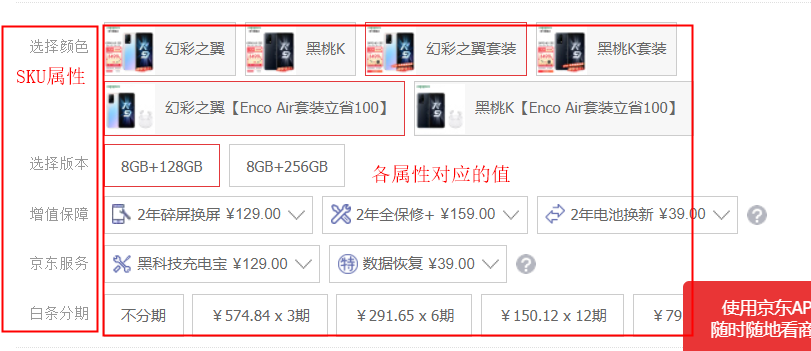 选择颜色 幻彩之翼 黑桃K 幻彩之翼套装 黑桃K套装
SKU属性
幻彩之翼【Enco Air套装立省100】 黑桃K【Enco Air套装立省100】
选择版本 8GB+128GB 8GB+256GB
各属性对应的值
增值保障 2年碎屏换屏 ¥129.00 2年全保修+ ¥159.00 2年电池换新 ¥39.00 ?
京东服务 黑科技充电宝 ¥129.00 特 数据恢复 ¥39.00 ?
白条分期 不分期 ¥574.84 x 3期 ¥291.65 x 6期 ¥150.12 x 12期 ¥79
使用京东AP
随时随地看商